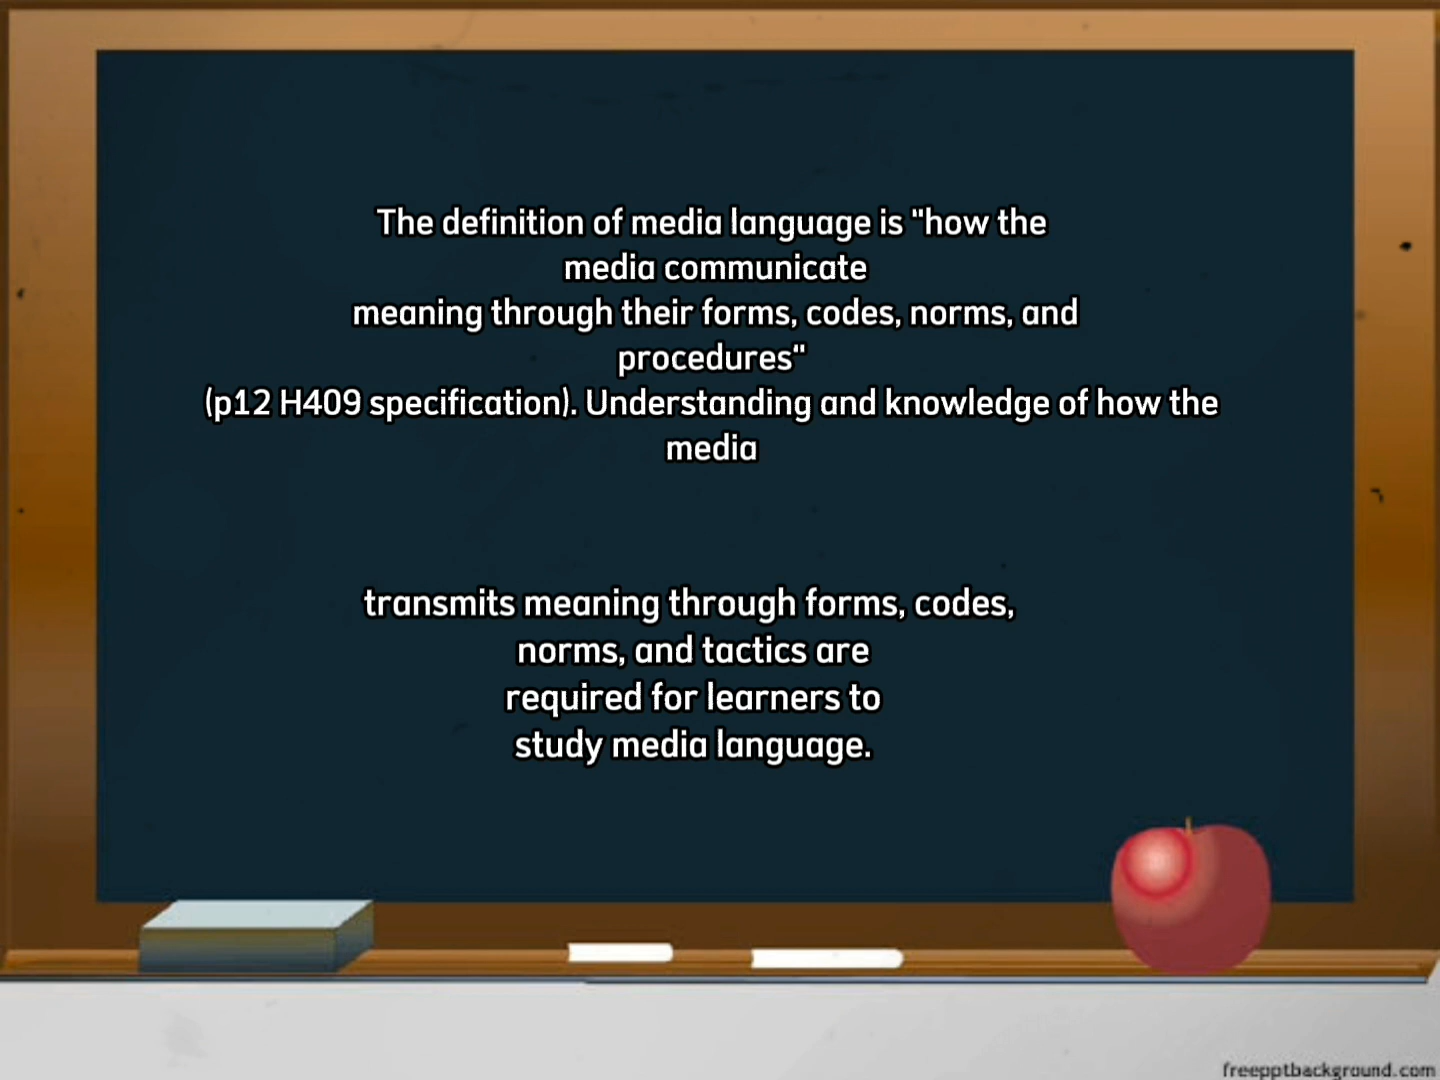 The definition of media language is "how the
media communicate
meaning through their forms, codes, norms, and
procedures"
(p12 H409 specification). Understanding and knowledge of how the
media
transmits meaning through forms, codes,
norms, and tactics are
required for learners to
study media language.
freepptbackground.com